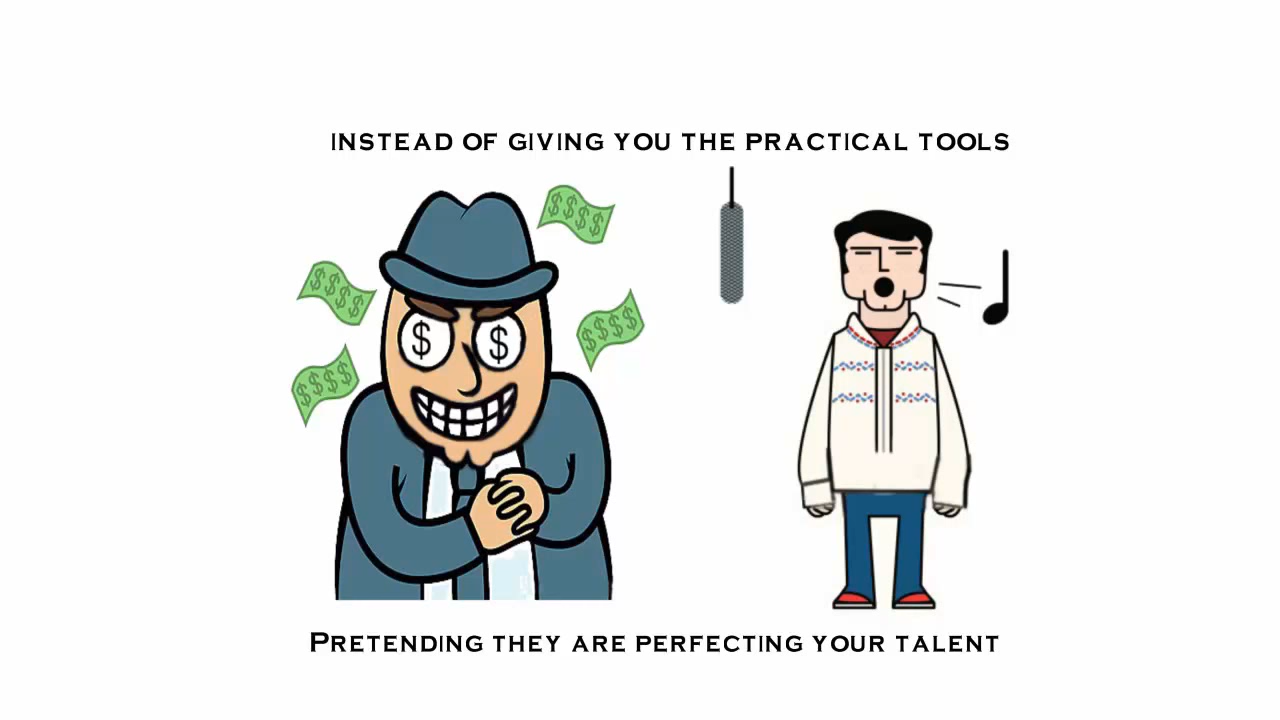 INSTEAD OF GIVING YOU THE PRACTICAL TOOLS
$$$$
$$$$
$$$$
$$$$
$ $
PRETENDING THEY ARE PERFECTING YOUR TALENT